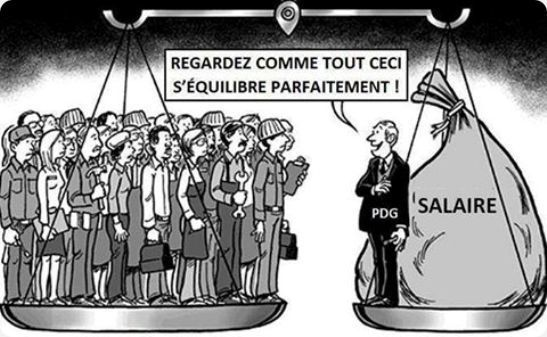 REGARDEZ COMME TOUT CECI
S'ÉQUILIBRE PARFAITEMENT !
PDG
SALAIRE